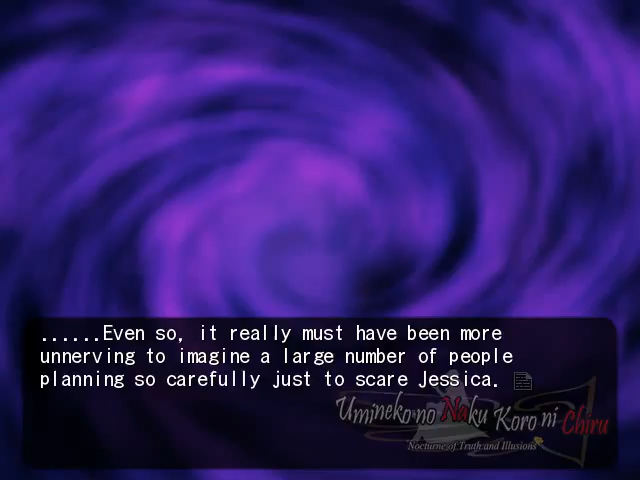 ......Even so, it really must have been more
unnerving to imagine a large number of people
planning so carefully just to scare Jessica.
Umineko no Naku Koro ni Chiru
Nocturne of Truth and Illusions